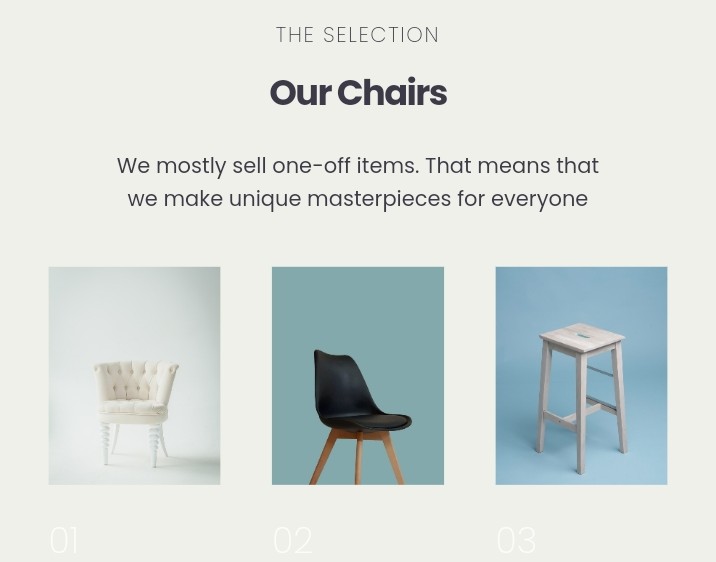 THE SELECTION
Our Chairs
We mostly sell one-off items. That means that
we make unique masterpieces for everyone
01
02
03